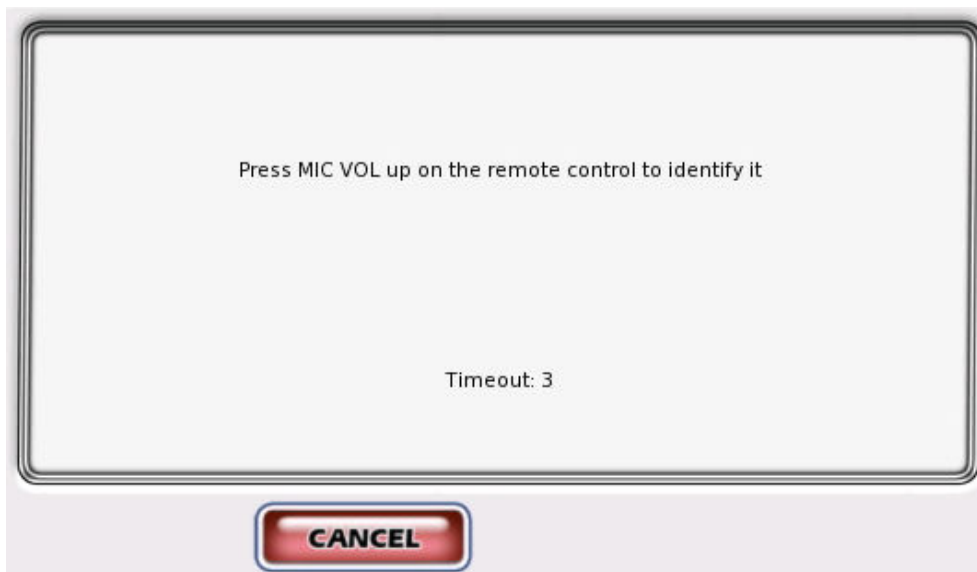 Press MIC VOL up on the remote control to identify it
Timeout: 3
CANCEL